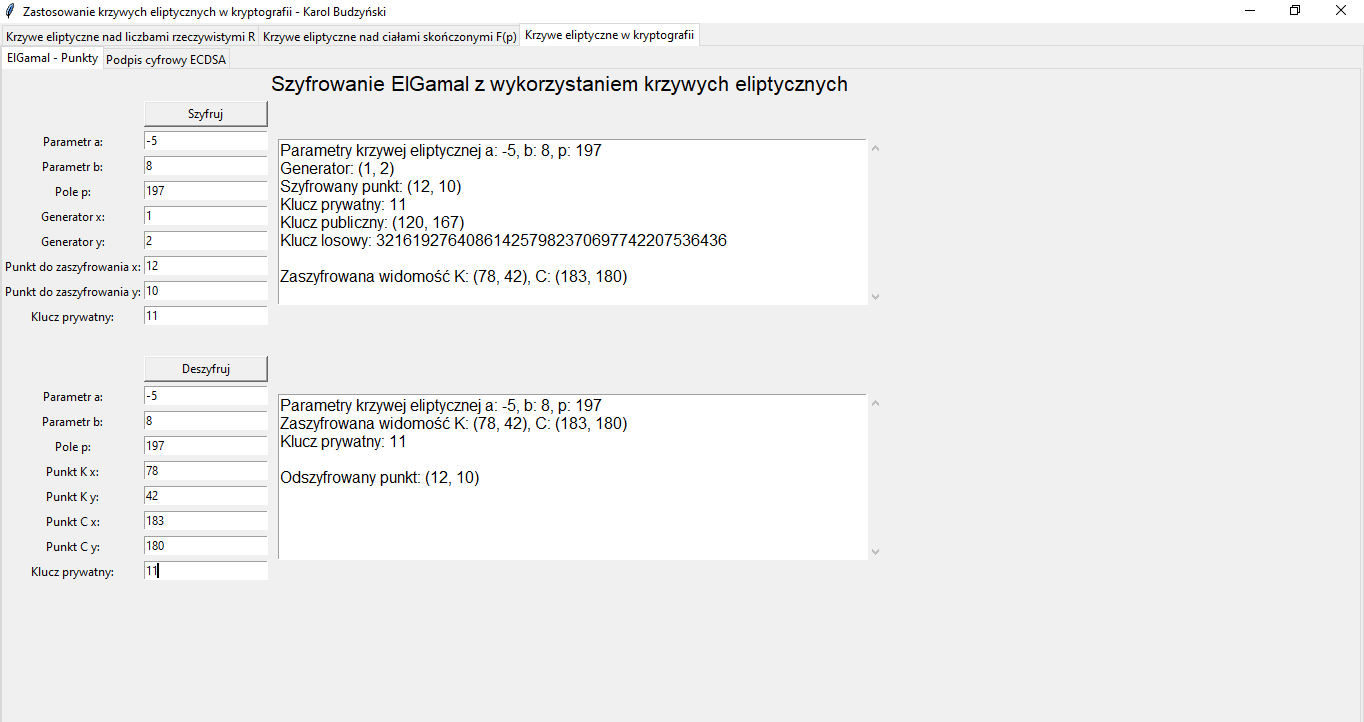 Zastosowanie krzywych eliptycznych w kryptografii - Karol Budzyński
Krzywe eliptyczne nad liczbami rzeczywistymi R
Krzywe eliptyczne nad ciałami skończonymi F(p)
Krzywe eliptyczne w kryptografii
ElGamal - Punkty
Podpis cyfrowy ECDSA
Szyfrowanie ElGamal z wykorzystaniem krzywych eliptycznych
Szyfruj
Parametr a: -5
Parametr b: 8
Pole p: 197
Generator x: 1
Generator y: 2
Punkt do zaszyfrowania x: 12
Punkt do zaszyfrowania y: 10
Klucz prywatny: 11
Parametry krzywej eliptycznej a: -5, b: 8, p: 197
Generator: (1, 2)
Szyfrowany punkt: (12, 10)
Klucz prywatny: 11
Klucz publiczny: (120, 167)
Klucz losowy: 321619276408614257982370697742207536436
Zaszyfrowana widomość K: (78, 42), C: (183, 180)
Deszyfruj
Parametr a: -5
Parametr b: 8
Pole p: 197
Punkt K x: 78
Punkt K y: 42
Punkt C x: 183
Punkt C y: 180
Klucz prywatny: 11
Parametry krzywej eliptycznej a: -5, b: 8, p: 197
Zaszyfrowana widomość K: (78, 42), C: (183, 180)
Klucz prywatny: 11
Odszyfrowany punkt: (12, 10)